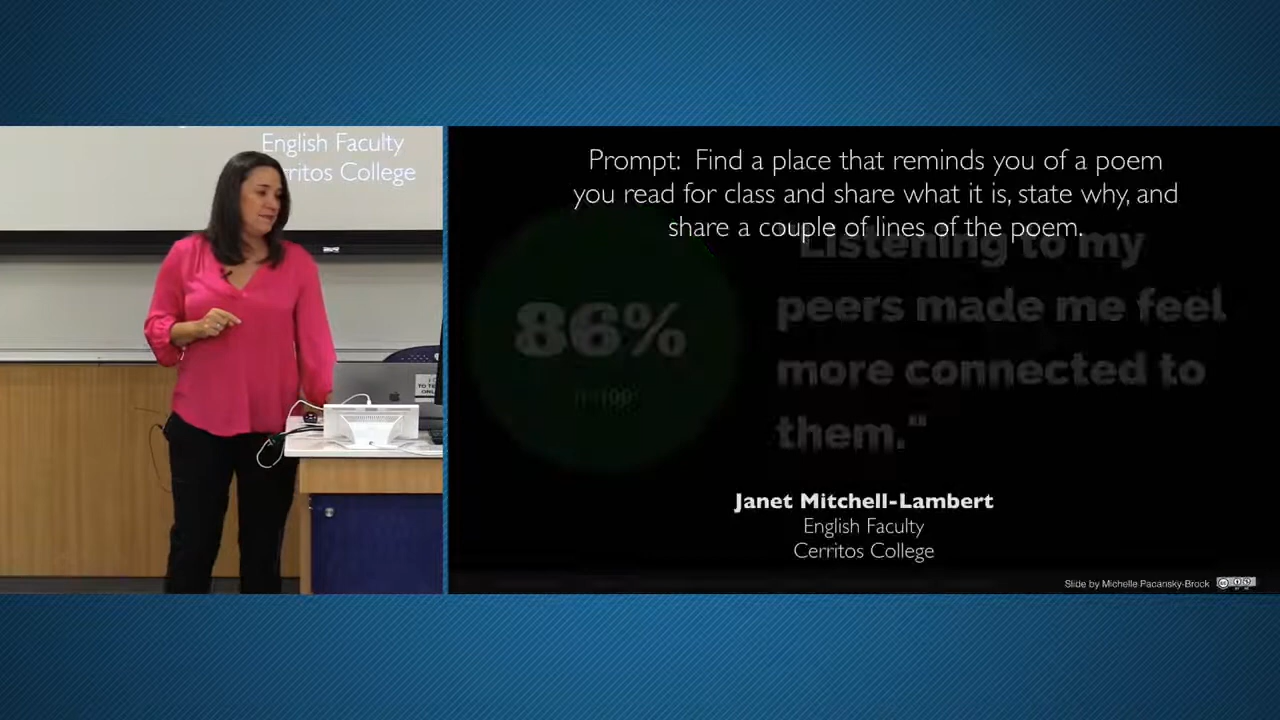 English Faculty
Cerritos College
Prompt: Find a place that reminds you of a poem
you read for class and share what it is, state why, and
share a couple of lines of the poem.
86%
"Listening to my
peers made me feel
more connected to
them."
Janet Mitchell-Lambert
English Faculty
Cerritos College
Slide by Michelle Pacansky-Brock